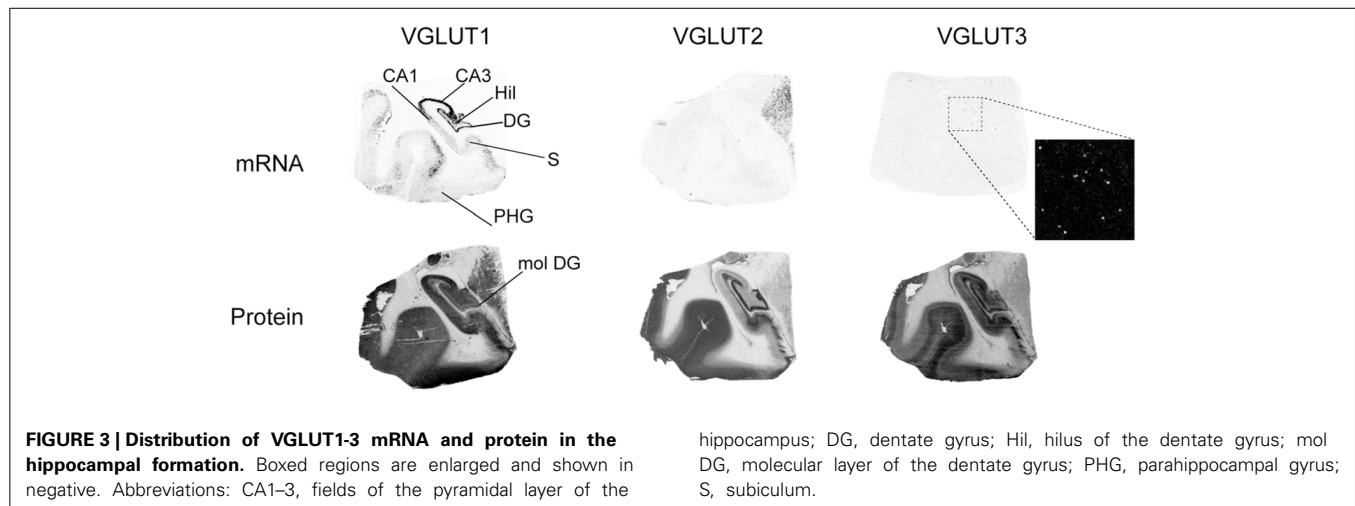 VGLUT1 VGLUT2 VGLUT3
CA1
CA3
Hil
DG
S
mRNA
PHG
mol DG
Protein
FIGURE 3 | Distribution of VGLUT1-3 mRNA and protein in the
hippocampal formation. Boxed regions are enlarged and shown in
negative. Abbreviations: CA1–3, fields of the pyramidal layer of the
hippocampus; DG, dentate gyrus; Hil, hilus of the dentate gyrus; mol
DG, molecular layer of the dentate gyrus; PHG, parahippocampal gyrus;
S, subiculum.